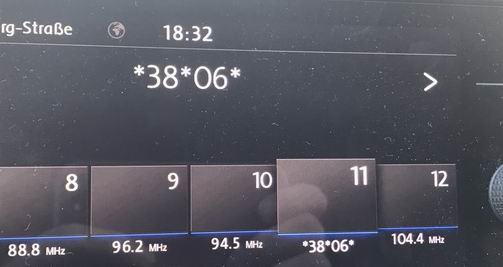 rg-Straße 18:32
*38*06*
>
8 9 10 11 12
88.8 MHz 96.2 MHz 94.5 MHz *38*06* 104.4 MHz